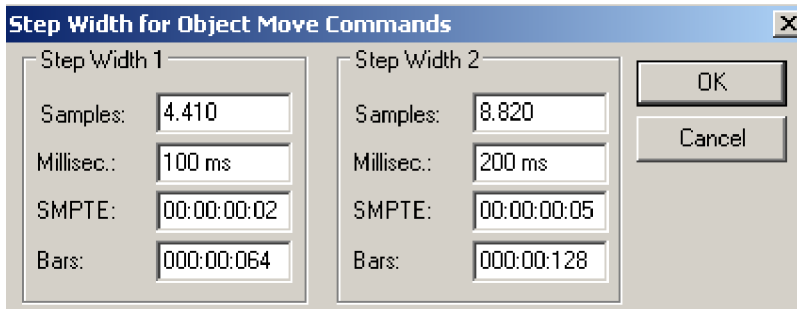 Step Width for Object Move Commands
Step Width 1
Samples: 4.410
Millisec.: 100 ms
SMPTE: 00:00:00:02
Bars: 000:00:064
Step Width 2
Samples: 8.820
Millisec.: 200 ms
SMPTE: 00:00:00:05
Bars: 000:00:128
OK
Cancel